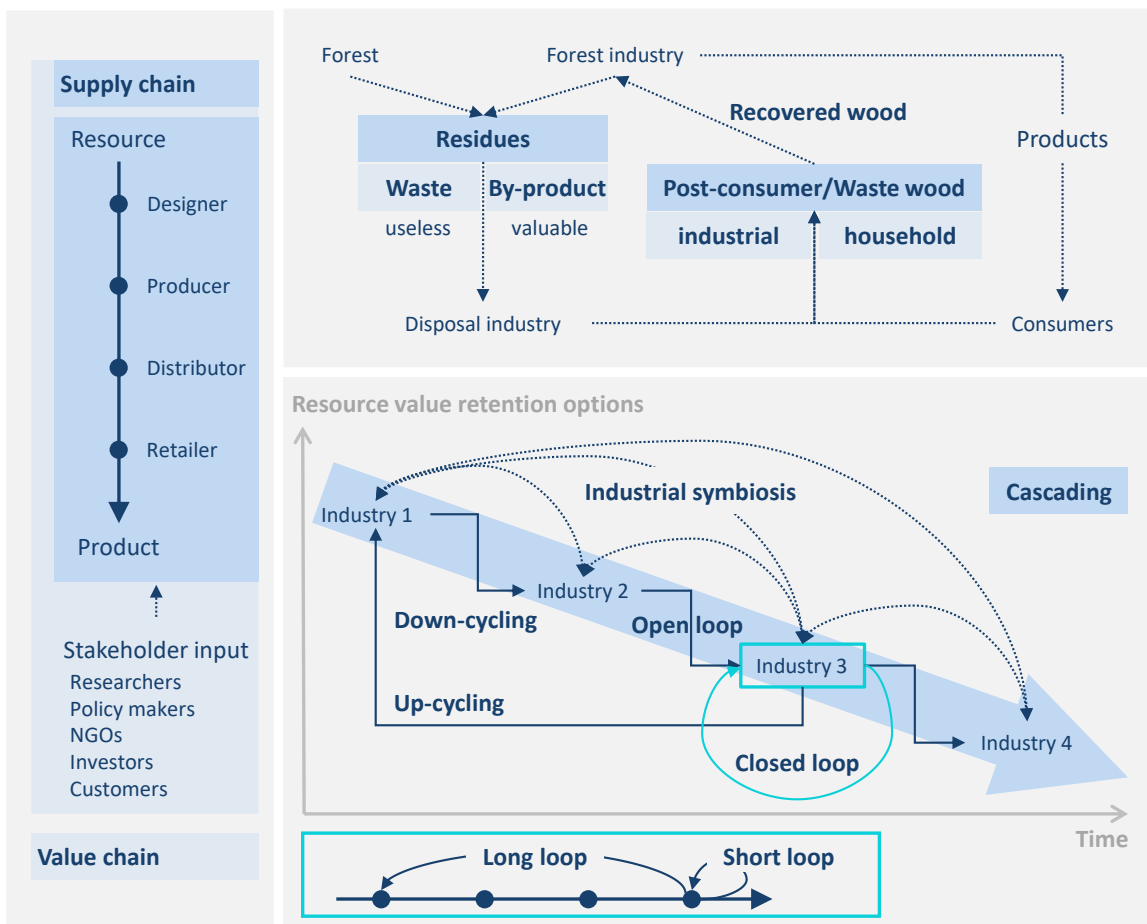 Supply chain
Resource
Designer
Producer
Distributor
Retailer
Product
Stakeholder input
Researchers
Policy makers
NGOs
Investors
Customers
Value chain
Forest
Forest industry
Recovered wood
Products
Residues
Waste
By-product
useless
valuable
Post-consumer/Waste wood
industrial
household
Disposal industry
Consumers
Resource value retention options
Industrial symbiosis
Cascading
Industry 1
Industry 2
Down-cycling
Open loop
Industry 3
Up-cycling
Industry 4
Closed loop
Time
Long loop
Short loop